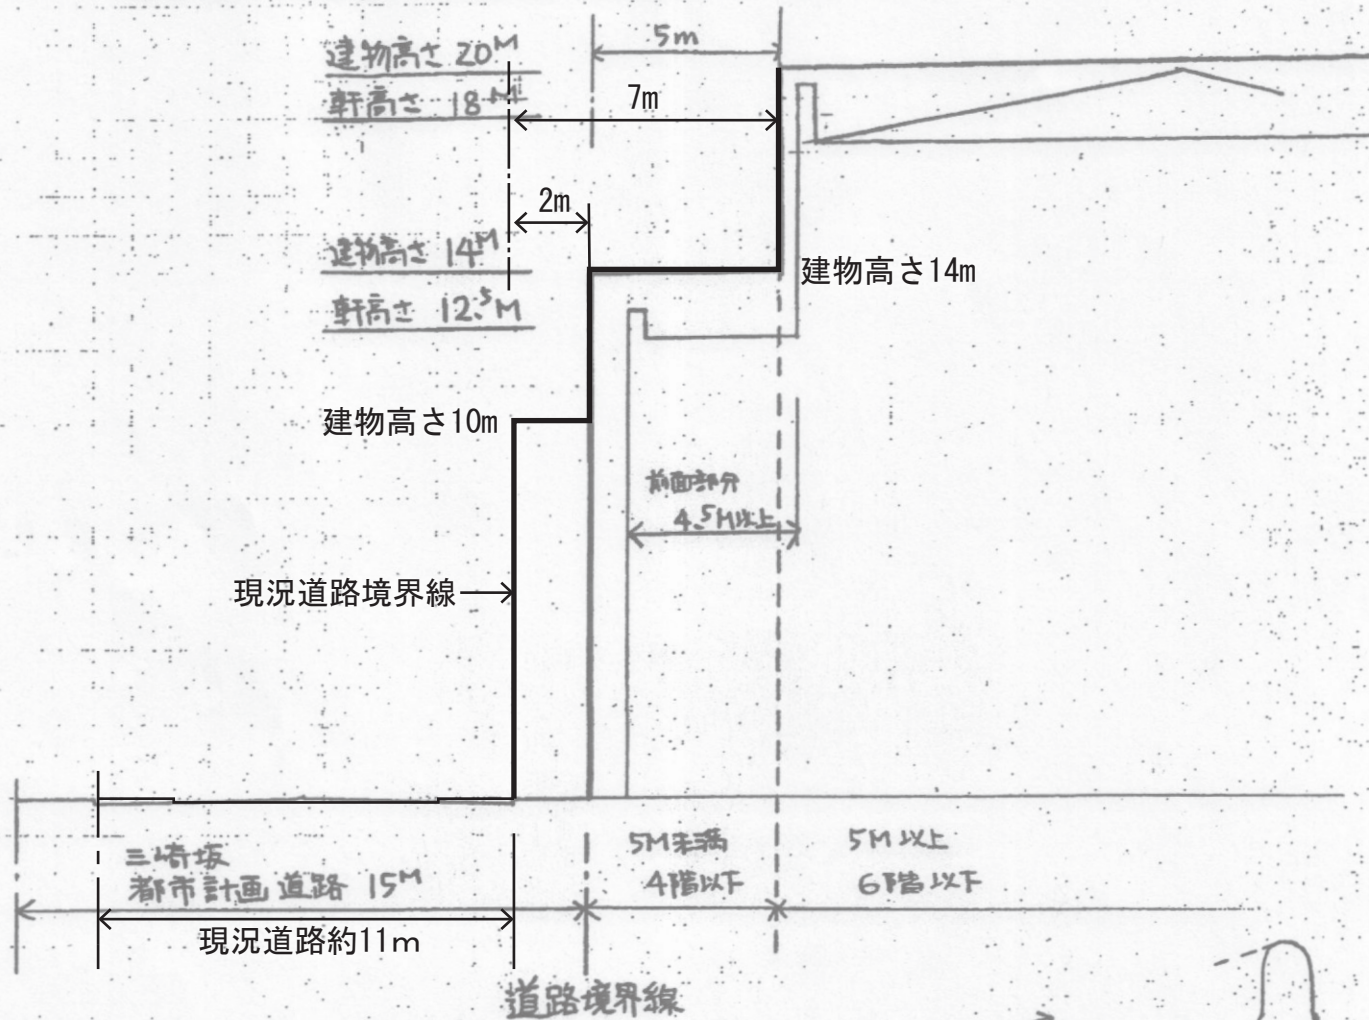 建物高さ 20M
5m
軒高さ 18M
7m
2m
建物高さ 14M
建物高さ14m
軒高さ 12.5M
建物高さ10m
前面部分
4.5M以上
現況道路境界線
三崎坂
都市計画道路 15M
5M未満
4階以下
5M以上
6階以下
現況道路約11m
道路境界線